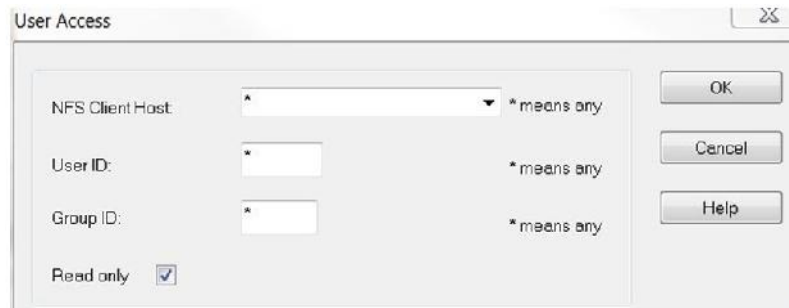 User Access
NFS Client Host: * * means any
User ID: * * means any
Group ID: * * means any
Read only
OK
Cancel
Help